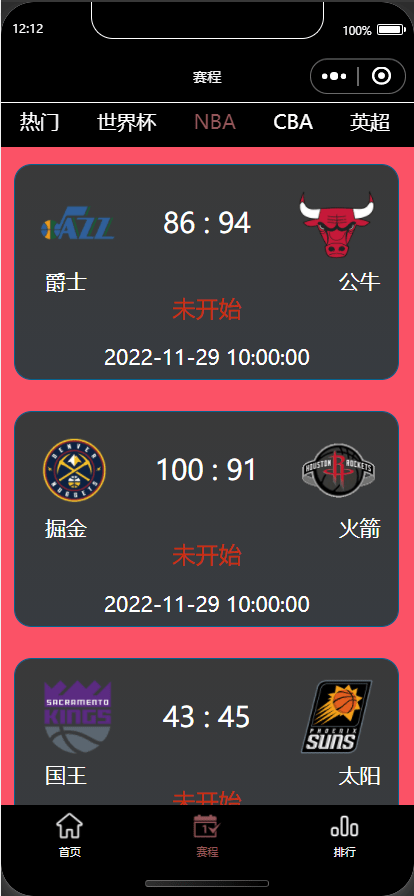 12:12
100%
赛程
热门 世界杯 NBA CBA 英超
JAZZ
86 : 94
爵士 公牛
未开始
2022-11-29 10:00:00
DENVER
NUGGETS
HOUSTON ROCKETS
100 : 91
掘金 火箭
未开始
2022-11-29 10:00:00
SACRAMENTO
KINGS
43 : 45
PHOENIX
SUNS
国王 太阳
未开始
首页 赛程 排行